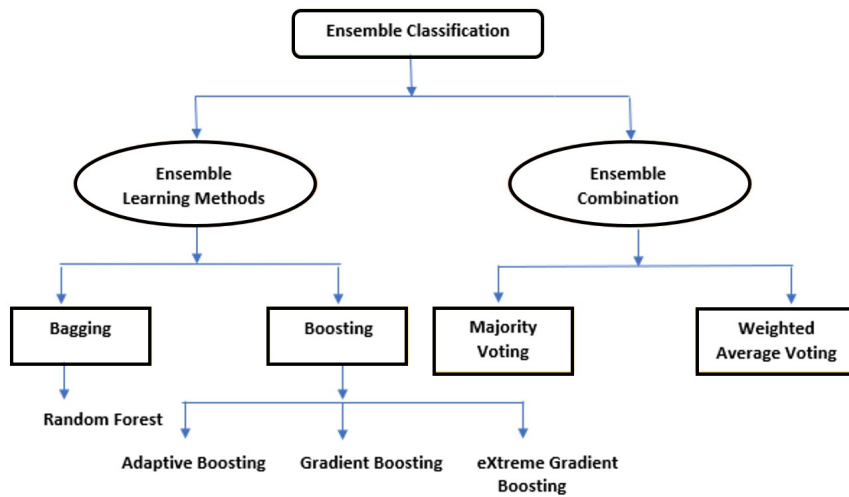 Ensemble Classification
Ensemble
Learning Methods
Ensemble
Combination
Bagging
Boosting
Majority
Voting
Weighted
Average Voting
Random Forest
Adaptive Boosting
Gradient Boosting
eXtreme Gradient
Boosting